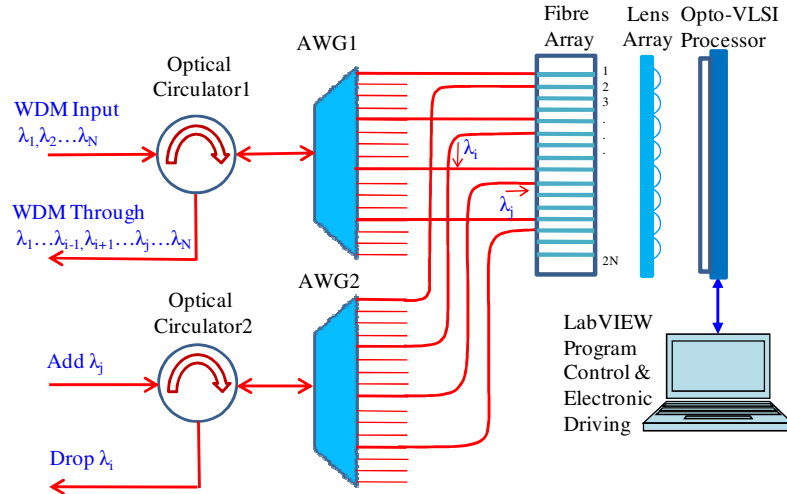 Fibre
Array
Lens
Array
Opto-VLSI
Processor
AWG1
Optical
Circulator1
WDM Input
λ1,λ2…λN
1
2
3
.
.
.
λi
λj
2N
WDM Through
λ1…λi-1,λi+1…λj…λN
AWG2
Optical
Circulator2
Add λj
Drop λi
LabVIEW
Program
Control &
Electronic
Driving